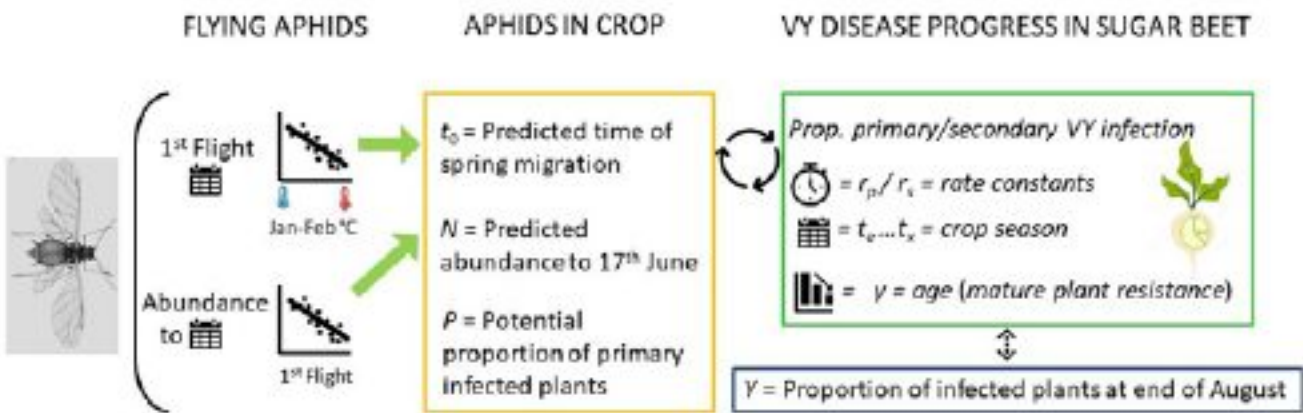 FLYING APHIDS
APHIDS IN CROP
VY DISEASE PROGRESS IN SUGAR BEET
1st Flight
Jan-Feb °C
Abundance
to
1st Flight
t₀ = Predicted time of
spring migration
N = Predicted
abundance to 17th June
P = Potential
proportion of primary
infected plants
Prop. primary/secondary VY infection
= rₚ/ rₛ = rate constants
= tₑ...tₓ = crop season
= γ = age (mature plant resistance)
Y = Proportion of infected plants at end of August